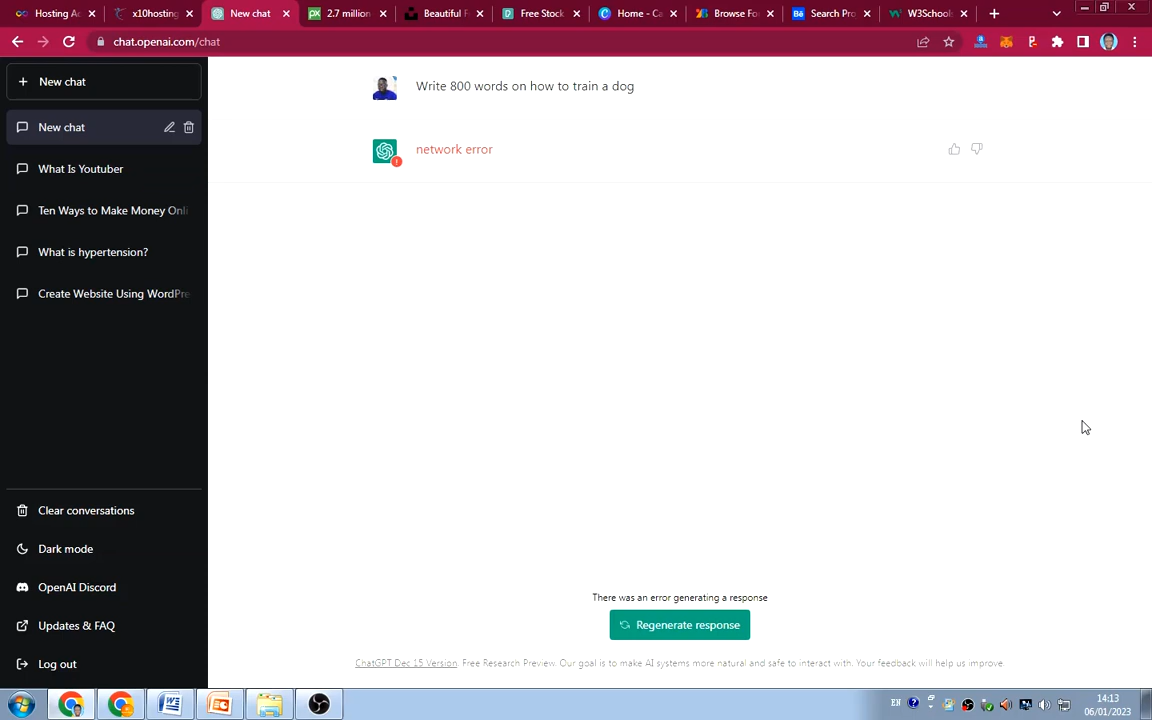 Hosting Ac
x10hosting
New chat
2.7 million
Beautiful F
Free Stock
Home - Ca
Browse Fo
Search Pro
W3School
chat.openai.com/chat
New chat
New chat
What Is Youtuber
Ten Ways to Make Money Onli
What is hypertension?
Create Website Using WordPre
Clear conversations
Dark mode
OpenAI Discord
Updates & FAQ
Log out
Write 800 words on how to train a dog
network error
There was an error generating a response
Regenerate response
ChatGPT Dec 15 Version. Free Research Preview. Our goal is to make AI systems more natural and safe to interact with. Your feedback will help us improve
EN
14:13
06/01/2023